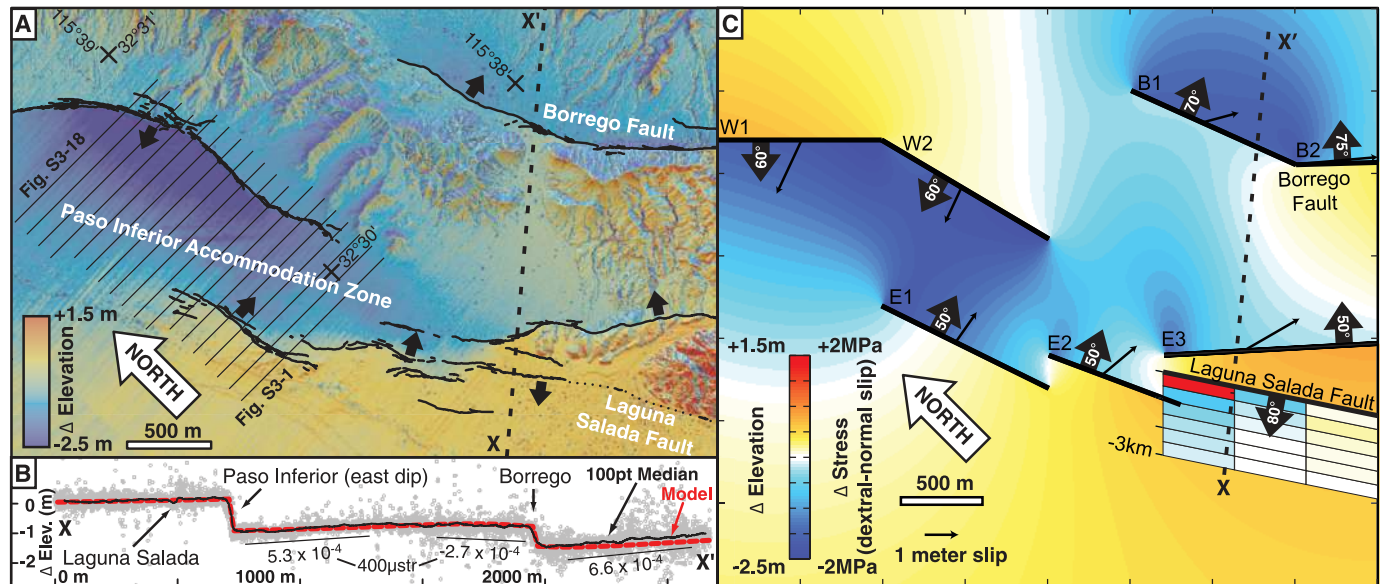 A
115°39'
32°31'
115°38'
X'
Borrego Fault
Fig. S3-18
Paso Inferior Accommodation Zone
32°30'
+1.5 m
Δ Elevation
-2.5 m
NORTH
Fig. S3-1
500 m
X
Laguna
Salada Fault
B
Δ Elev. (m)
0
-1
-2
X
Laguna Salada
Paso Inferior (east dip)
Borrego
100pt Median
Model
5.3 x 10-4
400µstr
-2.7 x 10-4
6.6 x 10-4
X'
0 m
1000 m
2000 m
C
X'
B1
70°
B2
75°
Borrego
Fault
W1
60°
W2
60°
E1
50°
E2
50°
E3
50°
Laguna Salada Fault
80°
-3km
X
+1.5m
+2MPa
Δ Elevation
Δ Stress
(dextral-normal slip)
-2.5m
-2MPa
NORTH
500 m
1 meter slip